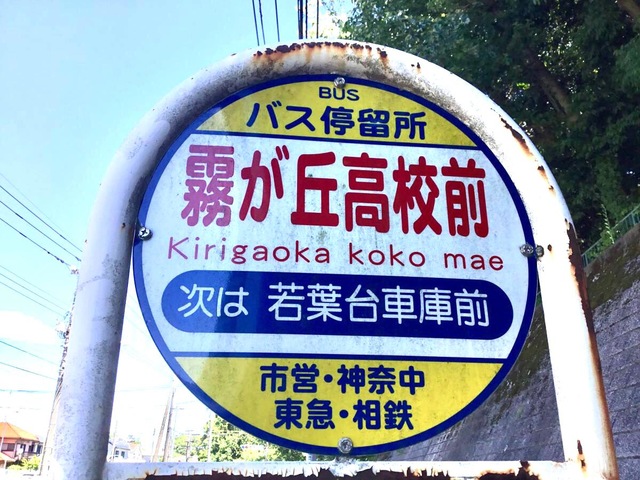 BUS
バス停留所
霧が丘高校前
Kirigaoka koko mae
次は 若葉台車庫前
市営・神奈中
東急・相鉄